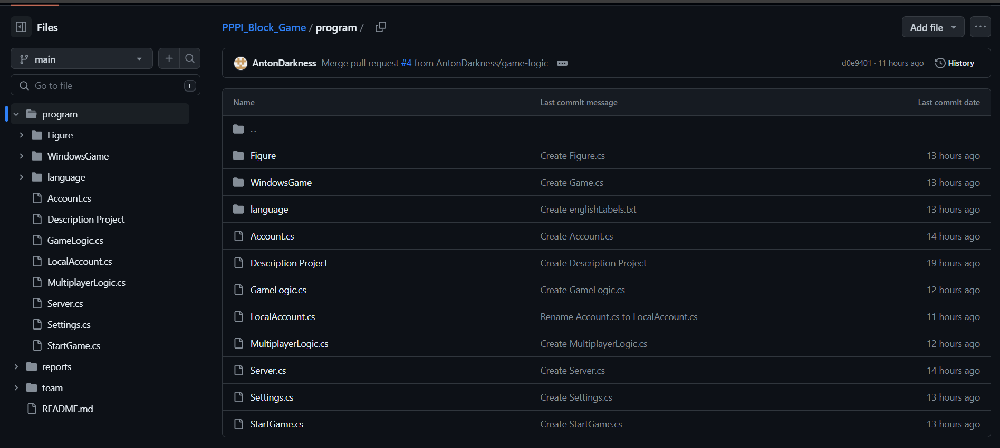 Files
main
Go to file
t
program
Figure
WindowsGame
language
Account.cs
Description Project
GameLogic.cs
LocalAccount.cs
MultiplayerLogic.cs
Server.cs
Settings.cs
StartGame.cs
reports
team
README.md
PPPI_Block_Game / program /
Add file
AntonDarkness Merge pull request #4 from AntonDarkness/game-logic d0e9401 · 11 hours ago History
Name Last commit message Last commit date
..
Figure Create Figure.cs 13 hours ago
WindowsGame Create Game.cs 13 hours ago
language Create englishLabels.txt 13 hours ago
Account.cs Create Account.cs 14 hours ago
Description Project Create Description Project 19 hours ago
GameLogic.cs Create GameLogic.cs 12 hours ago
LocalAccount.cs Rename Account.cs to LocalAccount.cs 11 hours ago
MultiplayerLogic.cs Create MultiplayerLogic.cs 12 hours ago
Server.cs Create Server.cs 14 hours ago
Settings.cs Create Settings.cs 13 hours ago
StartGame.cs Create StartGame.cs 13 hours ago